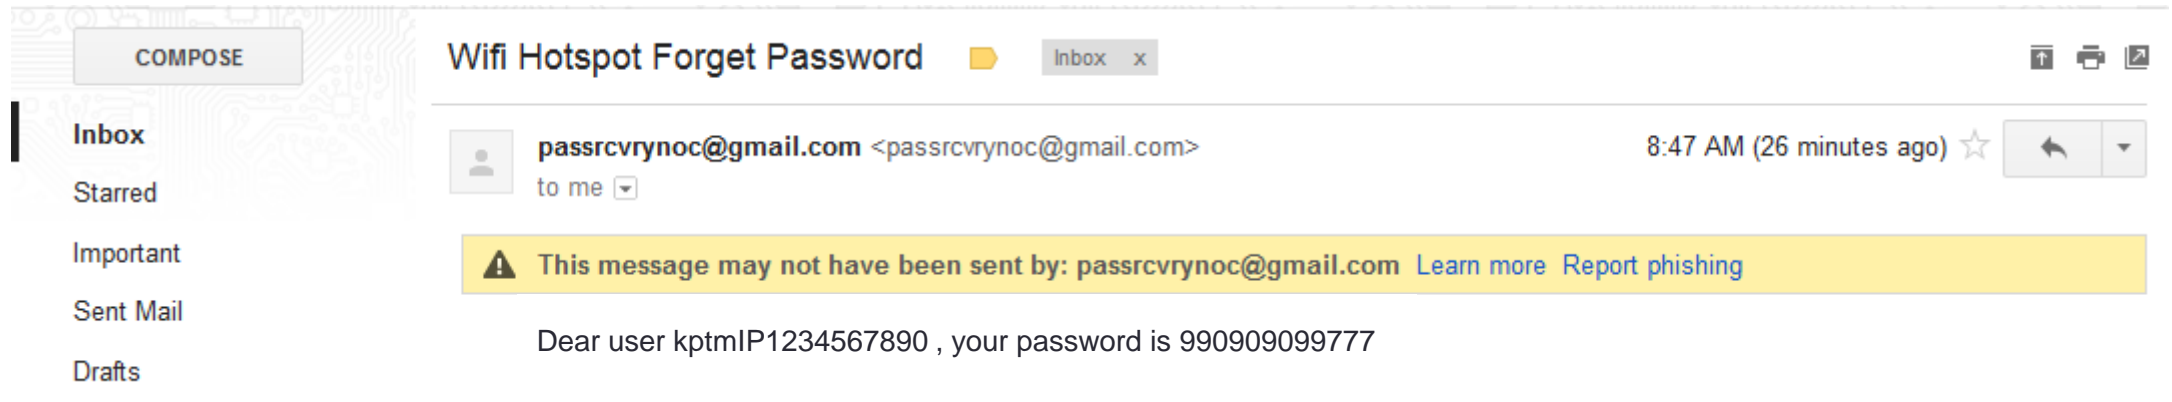 COMPOSE
Inbox
Starred
Important
Sent Mail
Drafts
Wifi Hotspot Forget Password Inbox x
passrcvrynoc@gmail.com <passrcvrynoc@gmail.com> 8:47 AM (26 minutes ago)
to me
This message may not have been sent by: passrcvrynoc@gmail.com Learn more Report phishing
Dear user kptmIP1234567890 , your password is 990909099777